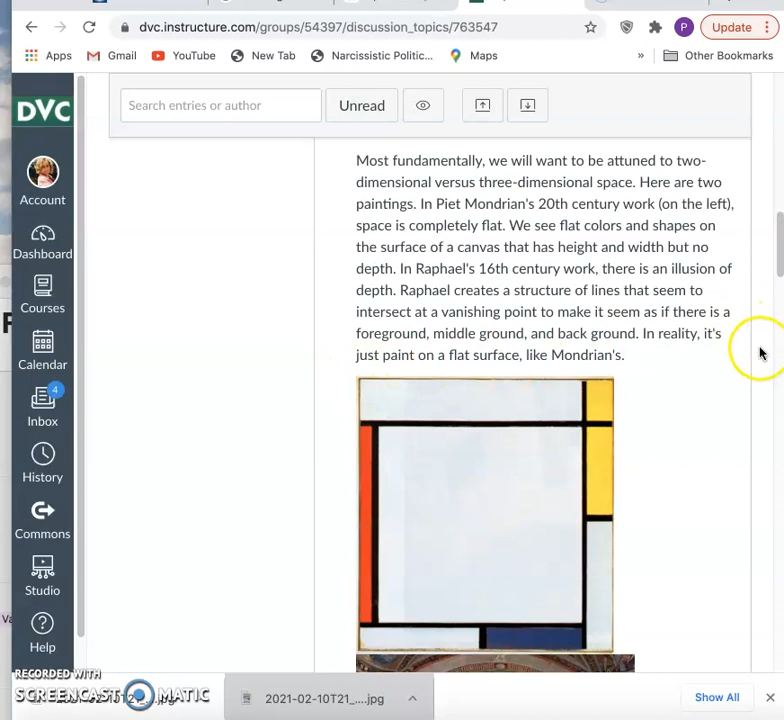 dvc.instructure.com/groups/54397/discussion_topics/763547
P
Update
Apps
Gmail
YouTube
New Tab
Narcissistic Politic...
Maps
»
Other Bookmarks
DVC
Account
Dashboard
Courses
Calendar
4
Inbox
History
Commons
Studio
Help
Search entries or author
Unread
Most fundamentally, we will want to be attuned to two-
dimensional versus three-dimensional space. Here are two
paintings. In Piet Mondrian's 20th century work (on the left),
space is completely flat. We see flat colors and shapes on
the surface of a canvas that has height and width but no
depth. In Raphael's 16th century work, there is an illusion of
depth. Raphael creates a structure of lines that seem to
intersect at a vanishing point to make it seem as if there is a
foreground, middle ground, and back ground. In reality, it's
just paint on a flat surface, like Mondrian's.
RECORDED WITH
SCREENCAST MATIC
2021-02-10T21_....jpg
Show All